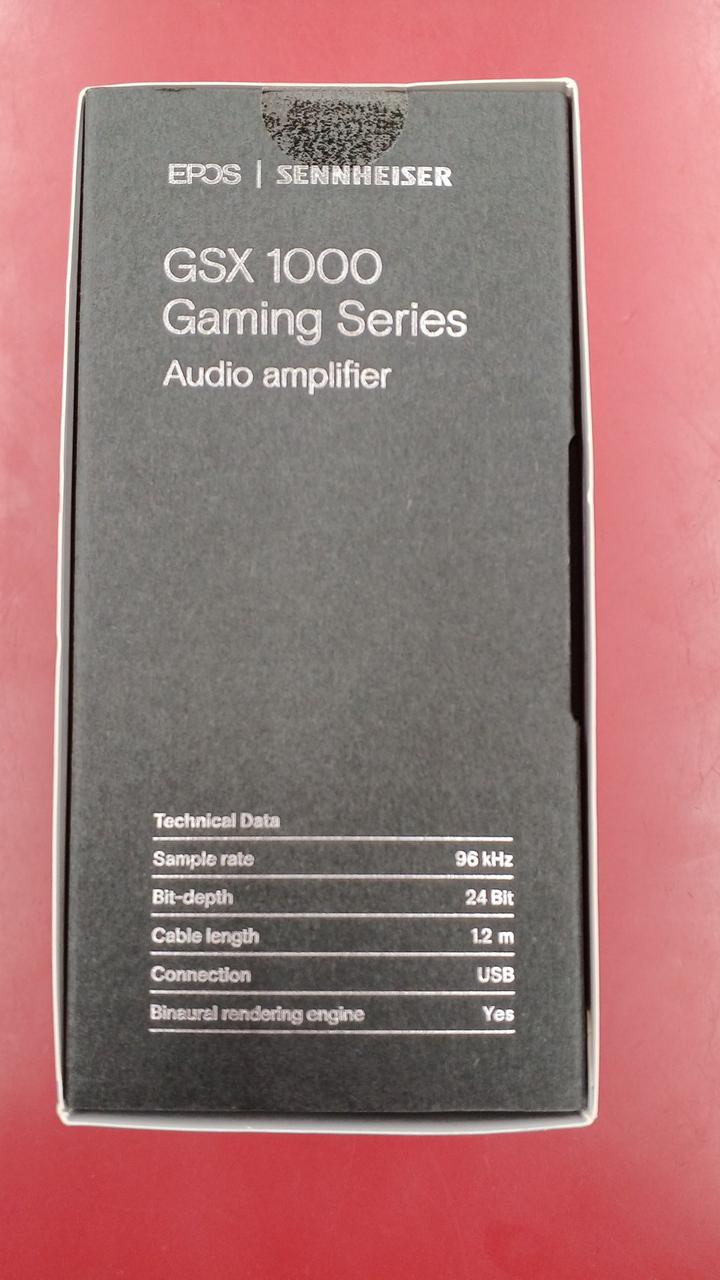 EPOS | SENNHEISER
GSX 1000
Gaming Series
Audio amplifier
Technical Data
Sample rate 96 kHz
Bit-depth 24 Bit
Cable length 1.2 m
Connection USB
Binaural rendering engine Yes